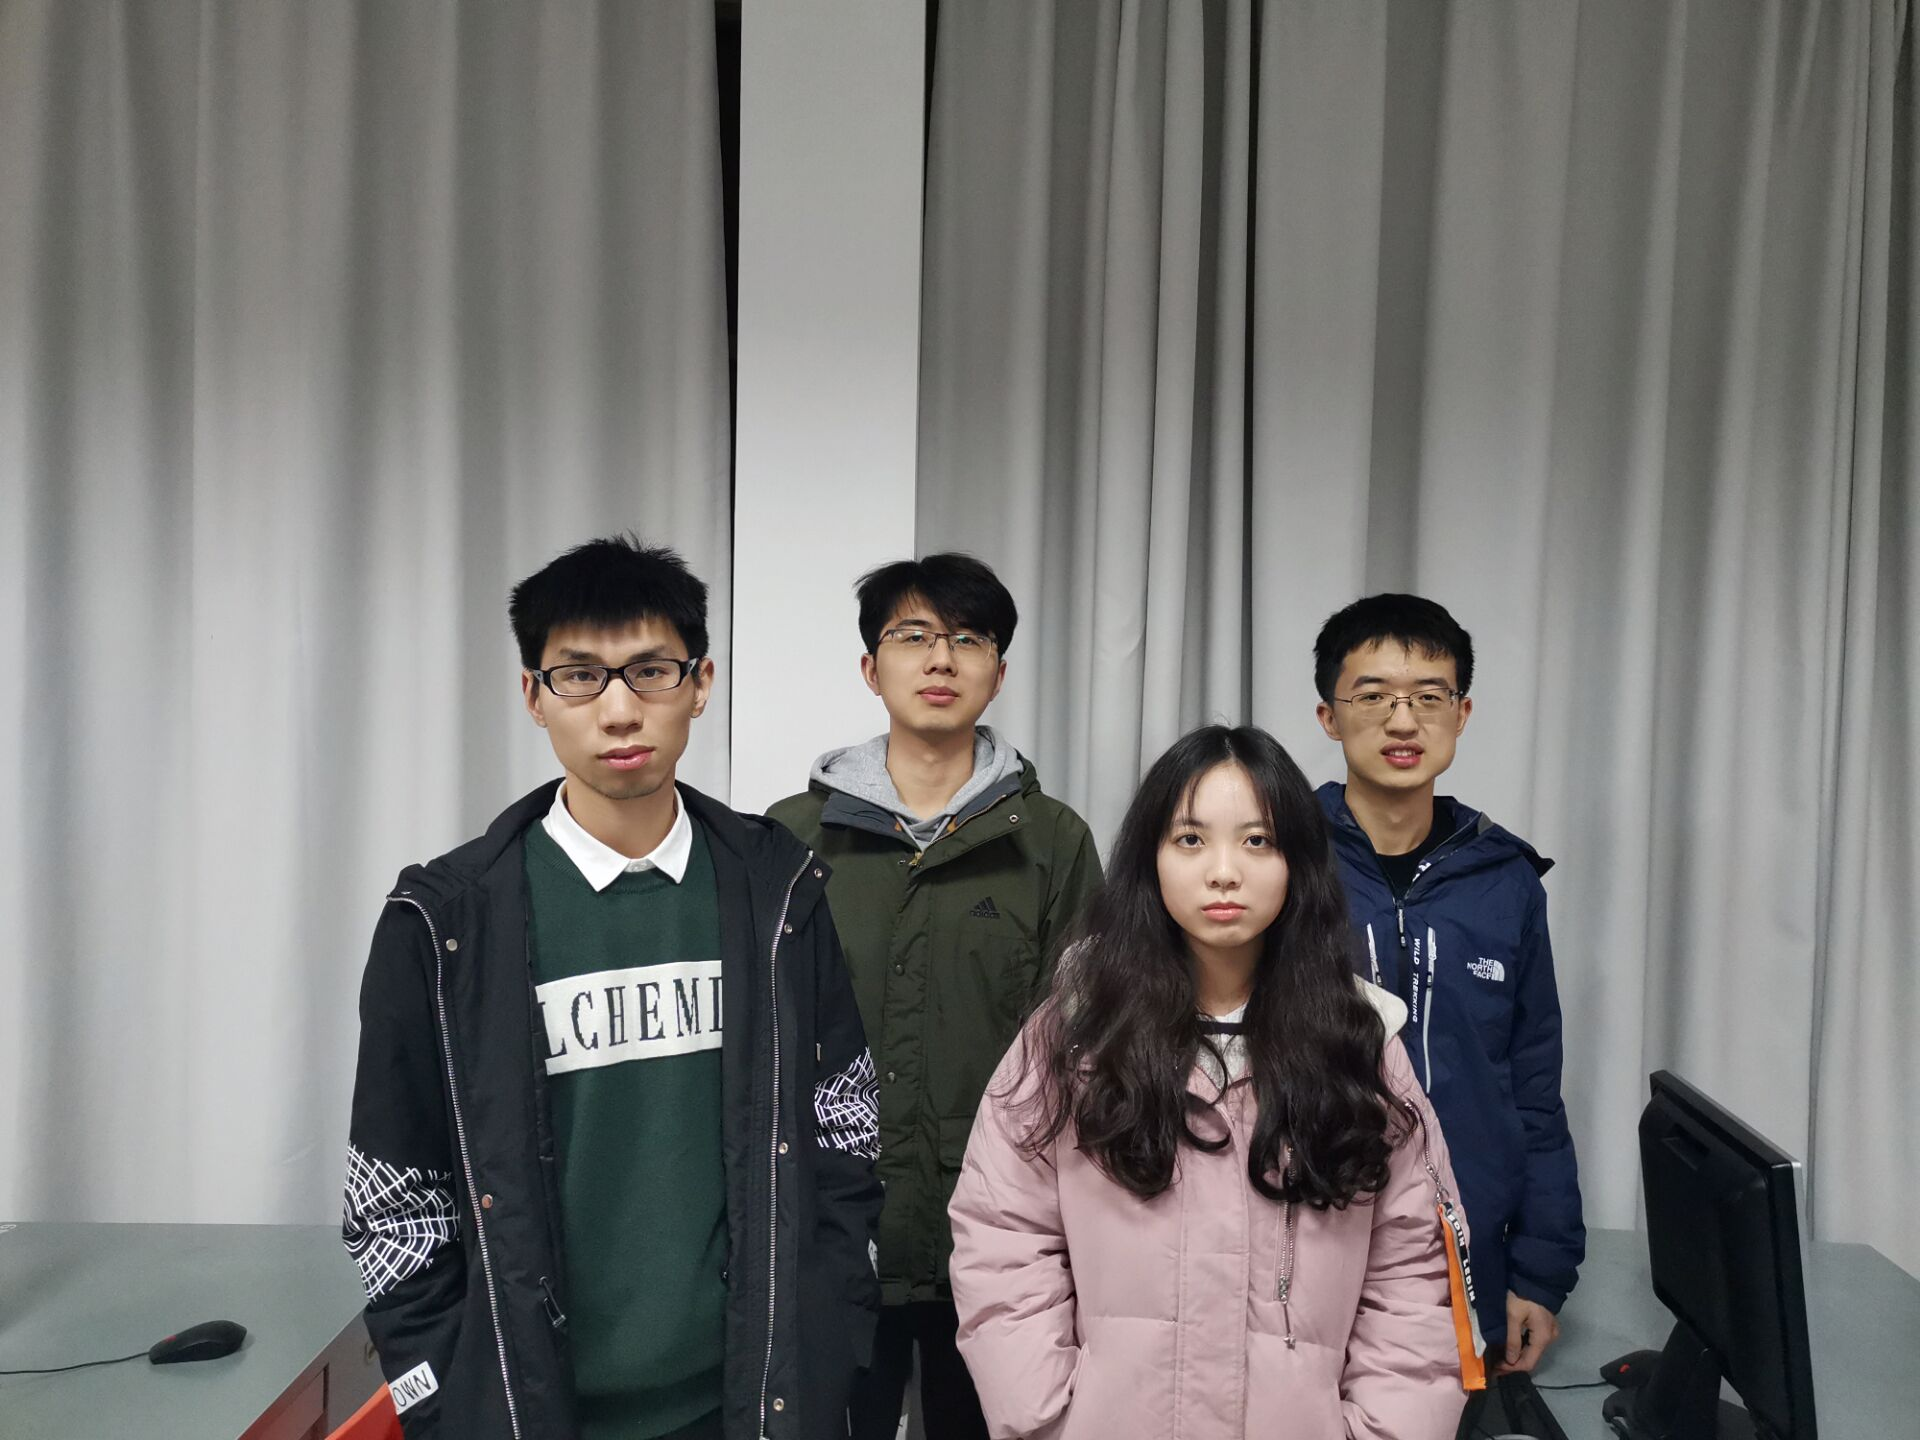 LCHEMI
adidas
THE
NORTH
FACE
WILD TREKKING
OWN